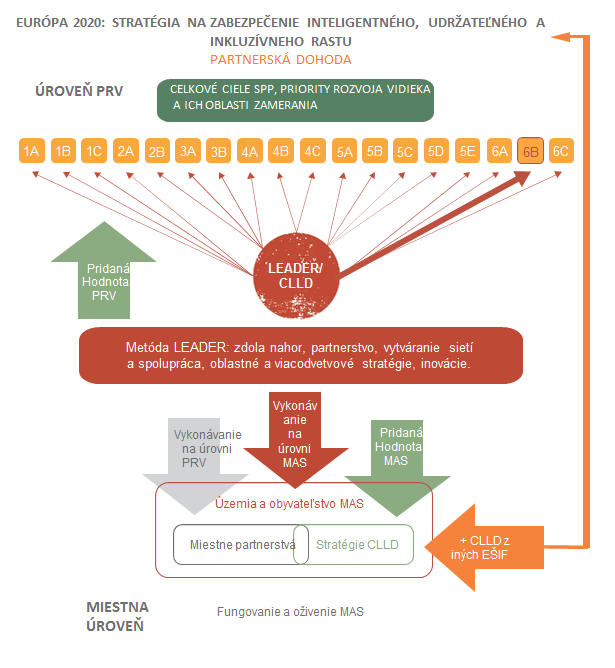 EURÓPA 2020: STRATÉGIA NA ZABEZPEČENIE INTELIGENTNÉHO, UDRŽATEĽNÉHO A
INKLUZÍVNEHO RASTU
PARTNERSKÁ DOHODA
ÚROVEŇ PRV
CELKOVÉ CIELE SPP, PRIORITY ROZVOJA VIDIEKA
A ICH OBLASTI ZAMERANIA
1A 1B 1C 2A 2B 3A 3B 4A 4B 4C 5A 5B 5C 5D 5E 6A 6B 6C
LEADER/
CLLD
Pridaná
Hodnota
PRV
Metóda LEADER: zdola nahor, partnerstvo, vytváranie sietí
a spolupráca, oblastné a viacodvetvové stratégie, inovácie.
Vykonáv
anie
na
úrovni
MAS
Vykonávanie
na úrovni
PRV
Pridaná
Hodnota
MAS
Územia a obyvateľstvo MAS
Miestne partnerstvá
Stratégie CLLD
+ CLLD z
iných EŠIF
MIESTNA
ÚROVEŇ
Fungovanie a oživenie MAS